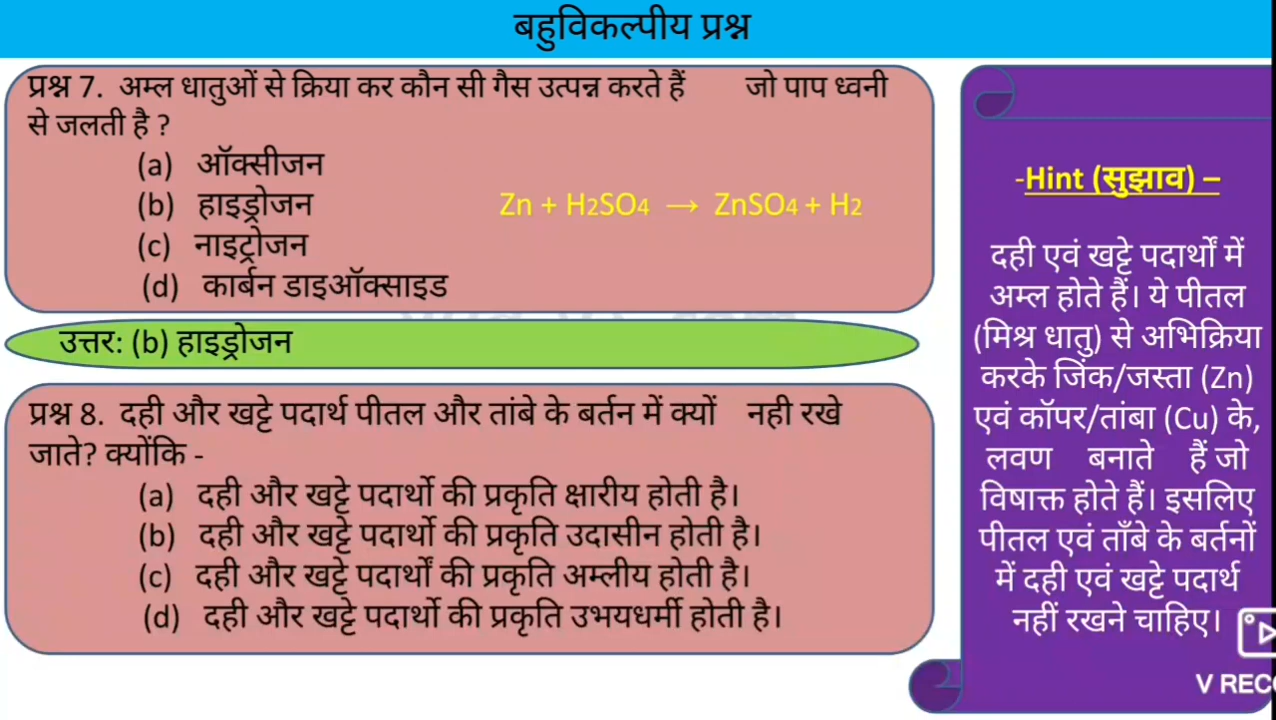 बहुविकल्पीय प्रश्न
प्रश्न 7. अम्ल धातुओं से क्रिया कर कौन सी गैस उत्पन्न करते हैं जो पाप ध्वनी
से जलती है ?
(a) ऑक्सीजन
(b) हाइड्रोजन
Zn + H2SO4 → ZnSO4 + H2
(c) नाइट्रोजन
(d) कार्बन डाइऑक्साइड
उत्तर: (b) हाइड्रोजन
प्रश्न 8. दही और खट्टे पदार्थ पीतल और तांबे के बर्तन में क्यों नही रखे
जाते? क्योंकि -
(a) दही और खट्टे पदार्थो की प्रकृति क्षारीय होती है।
(b) दही और खट्टे पदार्थो की प्रकृति उदासीन होती है।
(c) दही और खट्टे पदार्थों की प्रकृति अम्लीय होती है।
(d) दही और खट्टे पदार्थो की प्रकृति उभयधर्मी होती है।
-Hint (सुझाव) –
दही एवं खट्टे पदार्थों में
अम्ल होते हैं। ये पीतल
(मिश्र धातु) से अभिक्रिया
करके जिंक/जस्ता (Zn)
एवं कॉपर/तांबा (Cu) के,
लवण बनाते हैं जो
विषाक्त होते हैं। इसलिए
पीतल एवं ताँबे के बर्तनों
में दही एवं खट्टे पदार्थ
नहीं रखने चाहिए।
V REC